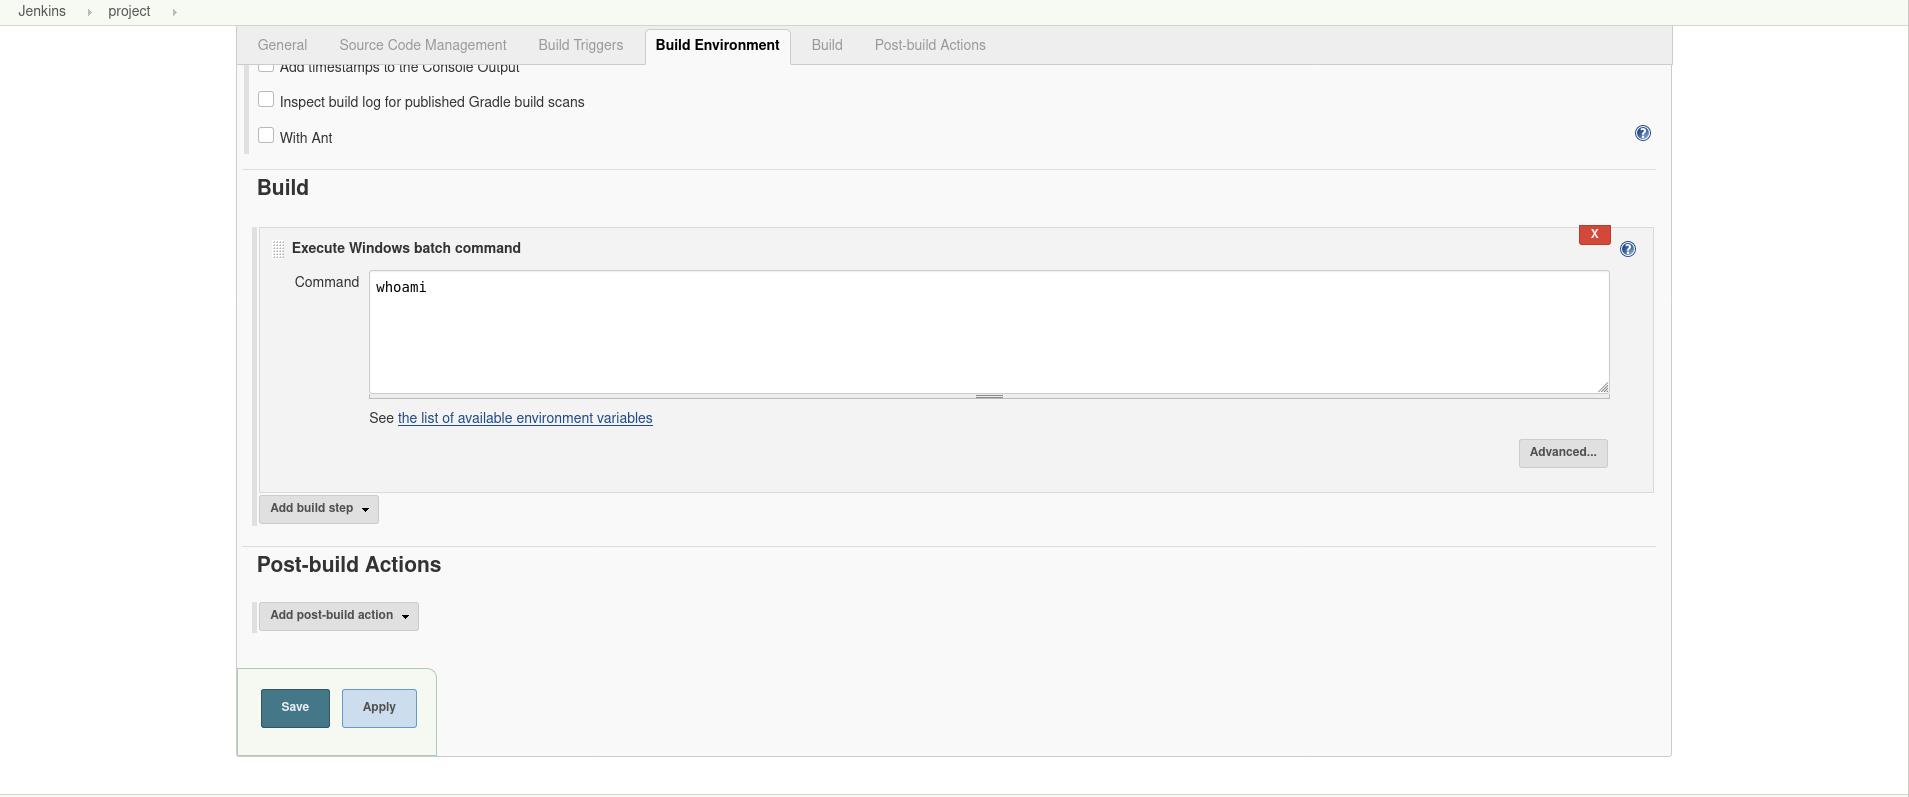 Jenkins project
General Source Code Management Build Triggers Build Environment Build Post-build Actions
Add timestamps to the Console Output
Inspect build log for published Gradle build scans
With Ant
?
Build
X
Execute Windows batch command
?
Command
whoami
See the list of available environment variables
Advanced...
Add build step
Post-build Actions
Add post-build action
Save Apply